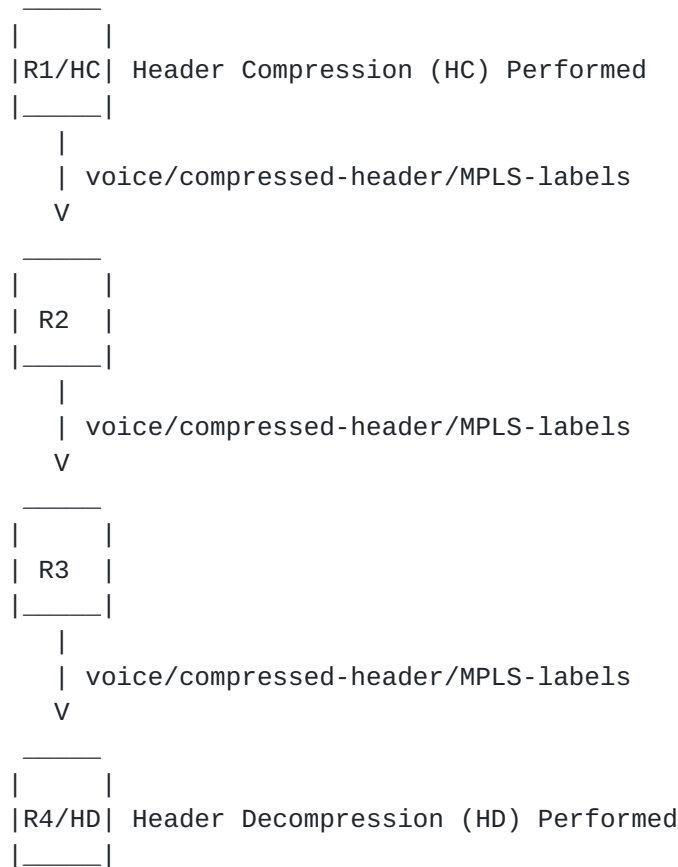 R1/HC Header Compression (HC) Performed
voice/compressed-header/MPLS-labels
V
R2
voice/compressed-header/MPLS-labels
V
R3
voice/compressed-header/MPLS-labels
V
R4/HD Header Decompression (HD) Performed